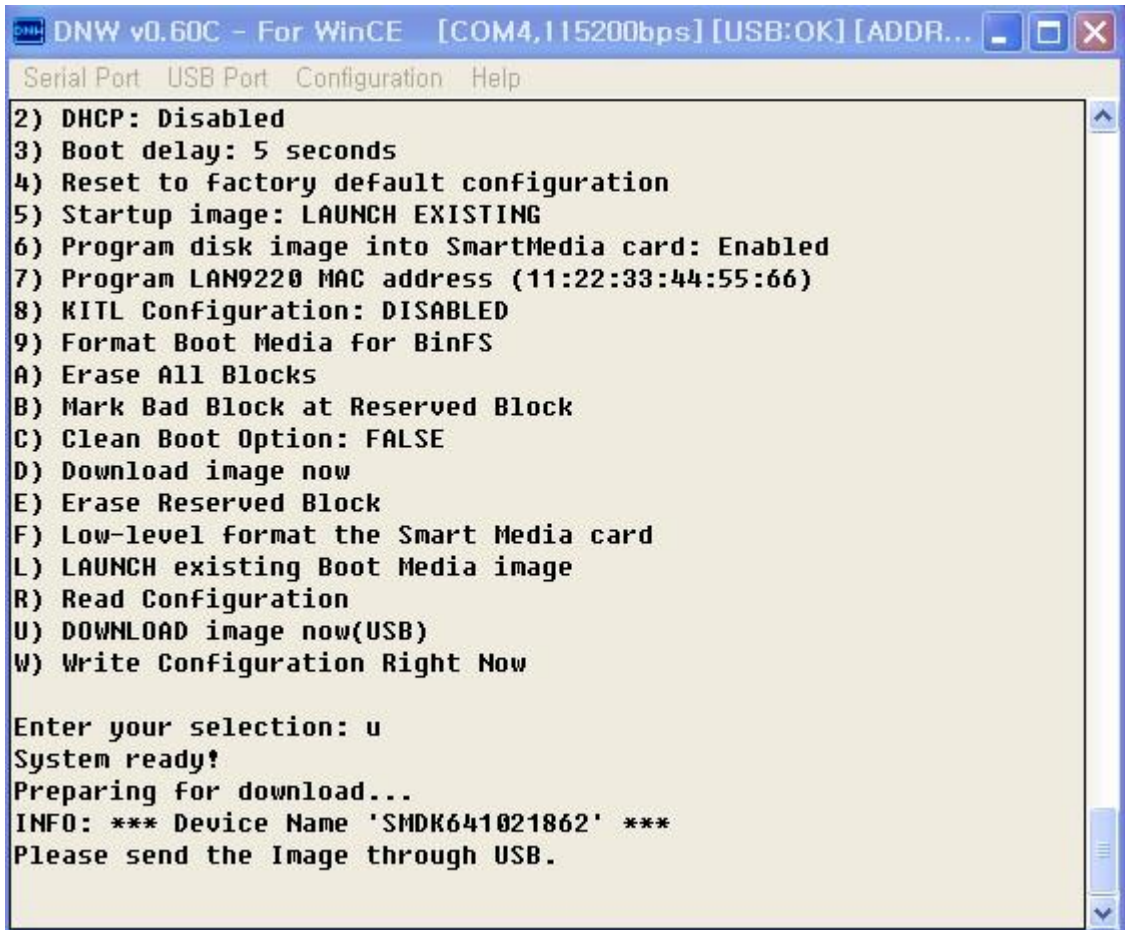 DNW v0.60C - For WinCE [COM4,115200bps][USB:OK][ADDR...
Serial Port USB Port Configuration Help
2) DHCP: Disabled
3) Boot delay: 5 seconds
4) Reset to factory default configuration
5) Startup image: LAUNCH EXISTING
6) Program disk image into SmartMedia card: Enabled
7) Program LAN9220 MAC address (11:22:33:44:55:66)
8) KITL Configuration: DISABLED
9) Format Boot Media for BinFS
A) Erase All Blocks
B) Mark Bad Block at Reserved Block
C) Clean Boot Option: FALSE
D) Download image now
E) Erase Reserved Block
F) Low-level format the Smart Media card
L) LAUNCH existing Boot Media image
R) Read Configuration
U) DOWNLOAD image now(USB)
W) Write Configuration Right Now
Enter your selection: u
System ready!
Preparing for download...
INFO: *** Device Name 'SMDK641021862' ***
Please send the Image through USB.